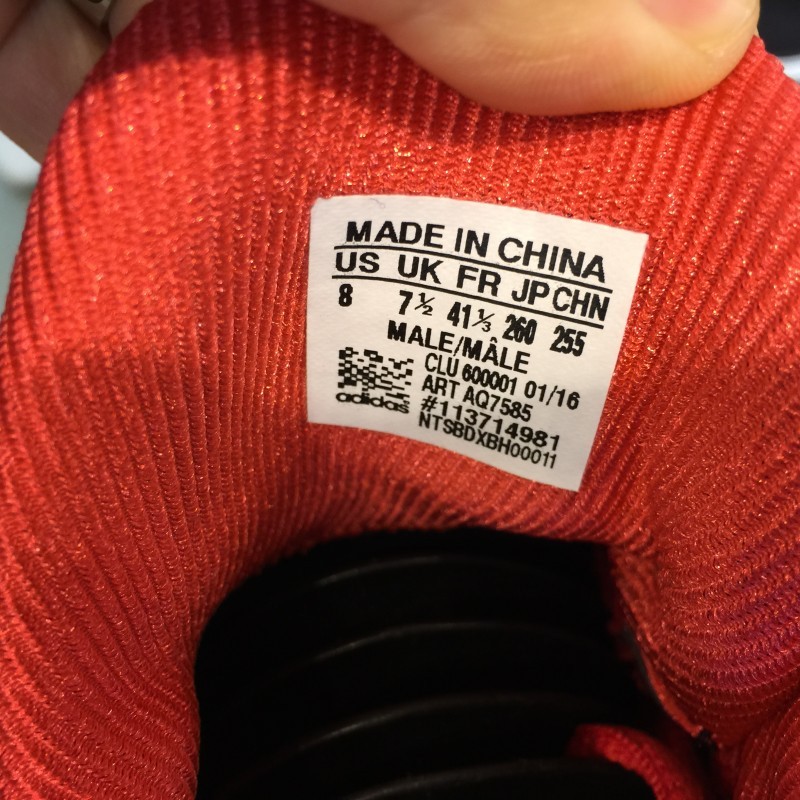 MADE IN CHINA
US UK FR JP CHN
8 7½ 41⅓ 260 255
MALE/MÂLE
CLU 600001 01/16
ART AQ7585
#113714981
NTSBDXBH00011
adidas